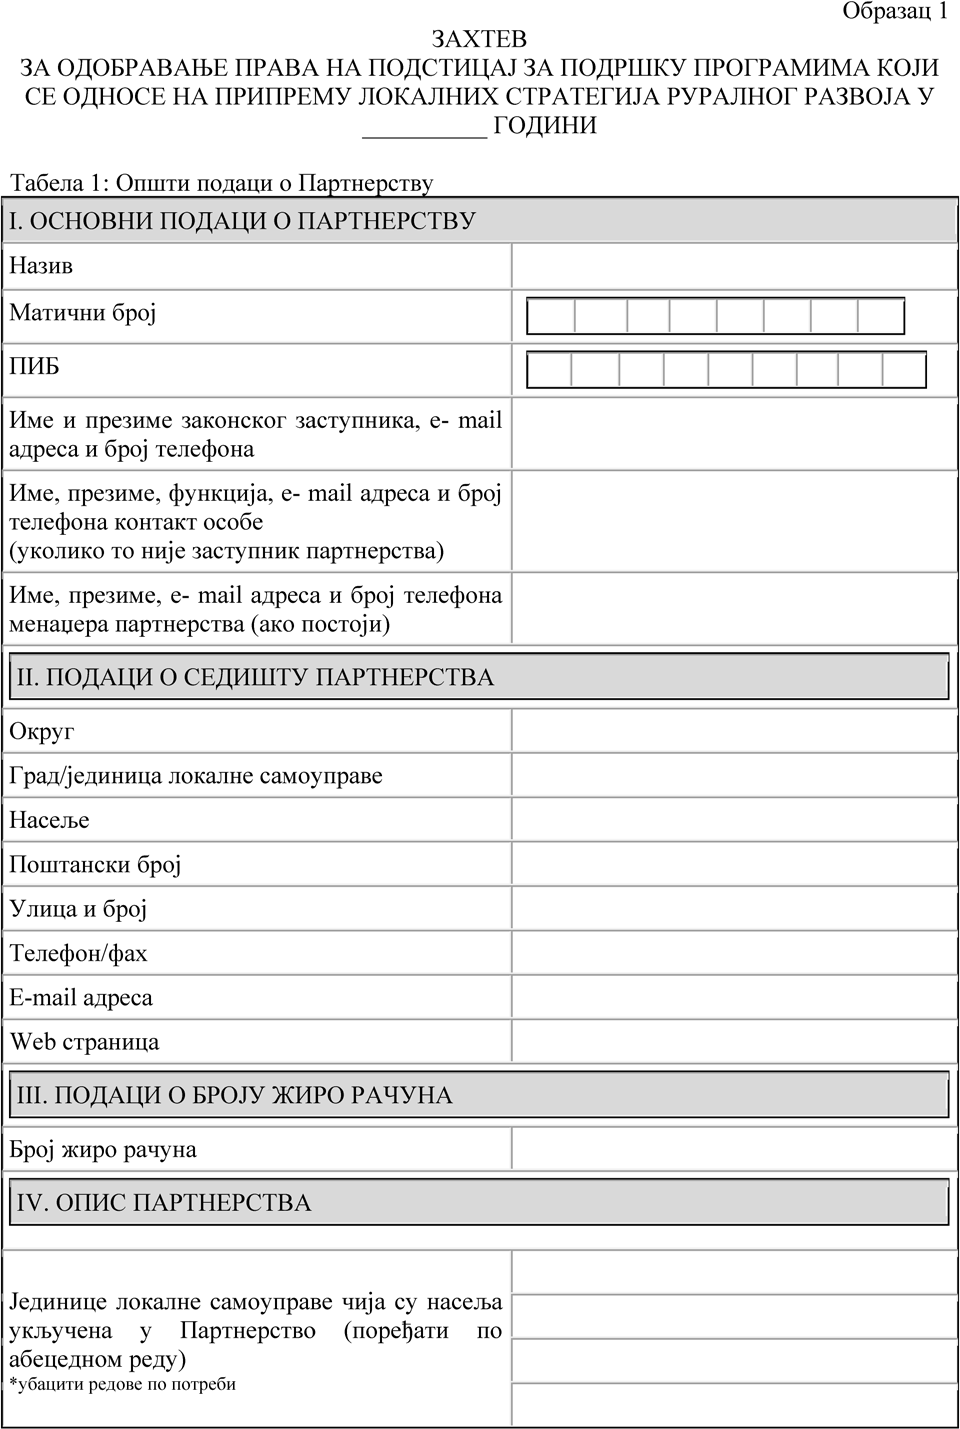 Образац 1
ЗАХТЕВ
ЗА ОДОБРАВАЊЕ ПРАВА НА ПОДСТИЦАЈ ЗА ПОДРШКУ ПРОГРАМИМА КОЈИ
СЕ ОДНОСЕ НА ПРИПРЕМУ ЛОКАЛНИХ СТРАТЕГИЈА РУРАЛНОГ РАЗВОЈА У
__________ ГОДИНИ
Табела 1: Општи подаци о Партнерству
I. ОСНОВНИ ПОДАЦИ О ПАРТНЕРСТВУ
Назив
Матични број
ПИБ
Име и презиме законског заступника, е- mail
адреса и број телефона
Име, презиме, функција, е- mail адреса и број
телефона контакт особе
(уколико то није заступник партнерства)
Име, презиме, е- mail адреса и број телефона
менаџера партнерства (ако постоји)
II. ПОДАЦИ О СЕДИШТУ ПАРТНЕРСТВА
Округ
Град/јединица локалне самоуправе
Насеље
Поштански број
Улица и број
Телефон/фах
E-mail адреса
Web страница
III. ПОДАЦИ О БРОЈУ ЖИРО РАЧУНА
Број жиро рачуна
IV. ОПИС ПАРТНЕРСТВА
Јединице локалне самоуправе чија су насеља
укључена у Партнерство (поређати по
абецедном реду)
*убацити редове по потреби